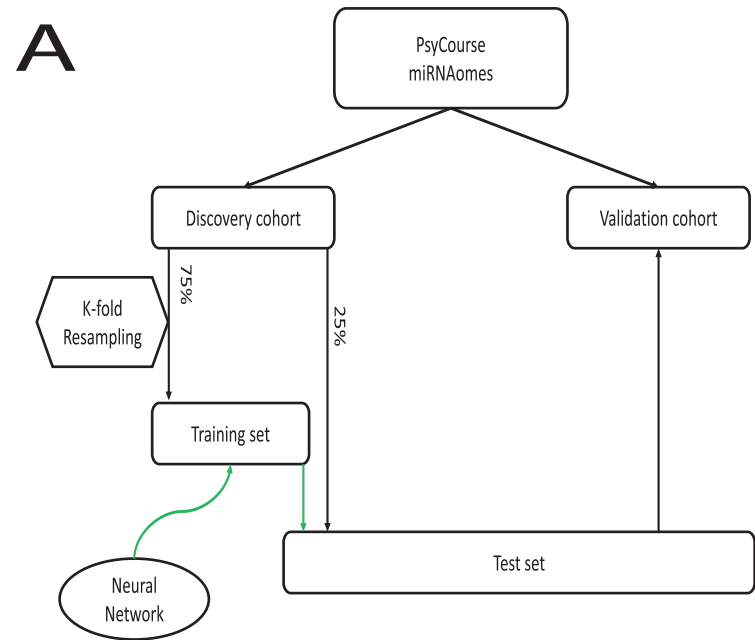 A
PsyCourse
miRNAomes
Discovery cohort
Validation cohort
75%
25%
K-fold
Resampling
Training set
Test set
Neural
Network